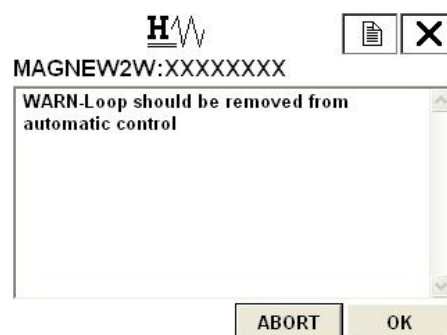 H
MAGNEW2W:XXXXXXXX
WARN-Loop should be removed from
automatic control
ABORT OK